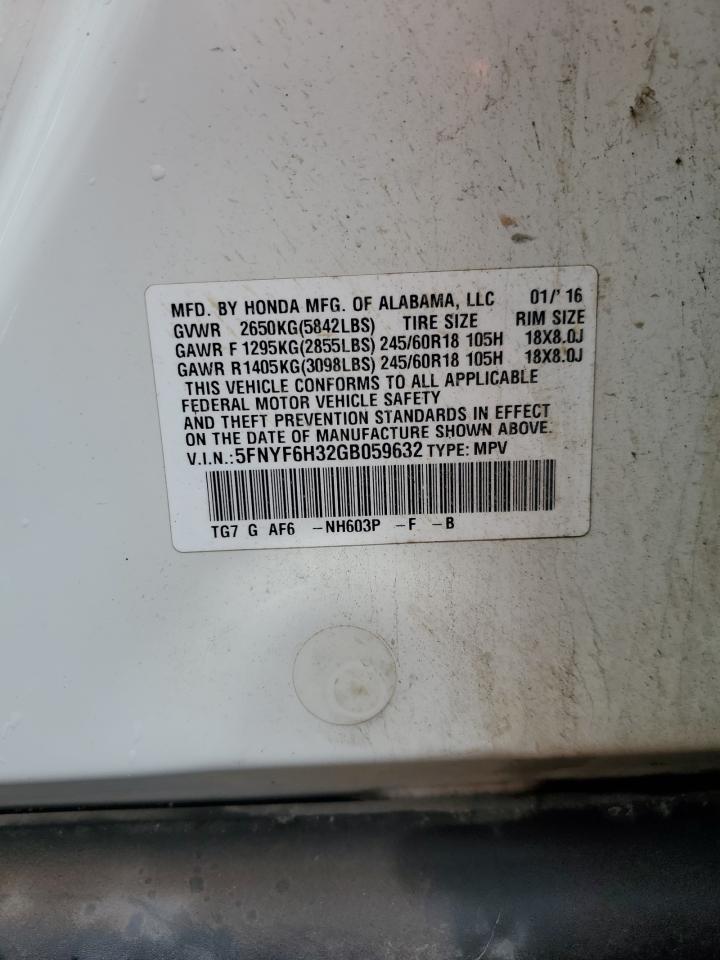 MFD. BY HONDA MFG. OF ALABAMA, LLC 01/'16
GVWR 2650KG(5842LBS) TIRE SIZE RIM SIZE
GAWR F 1295KG(2855LBS) 245/60R18 105H 18X8.0J
GAWR R1405KG(3098LBS) 245/60R18 105H 18X8.0J
THIS VEHICLE CONFORMS TO ALL APPLICABLE
FEDERAL MOTOR VEHICLE SAFETY
AND THEFT PREVENTION STANDARDS IN EFFECT
ON THE DATE OF MANUFACTURE SHOWN ABOVE.
V.I.N.:5FNYF6H32GB059632 TYPE: MPV
TG7 G AF6 -NH603P -F -B